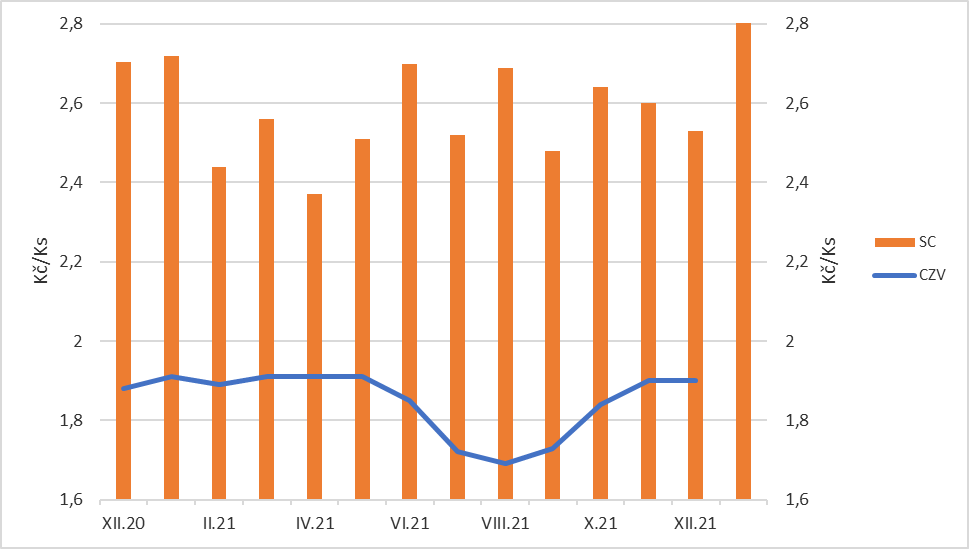 2,8
2,6
2,4
2,2
2
1,8
1,6
Kč/Ks
XII.20 II.21 IV.21 VI.21 VIII.21 X.21 XII.21
2,8
2,6
2,4
2,2
2
1,8
1,6
Kč/Ks
SC
CZV